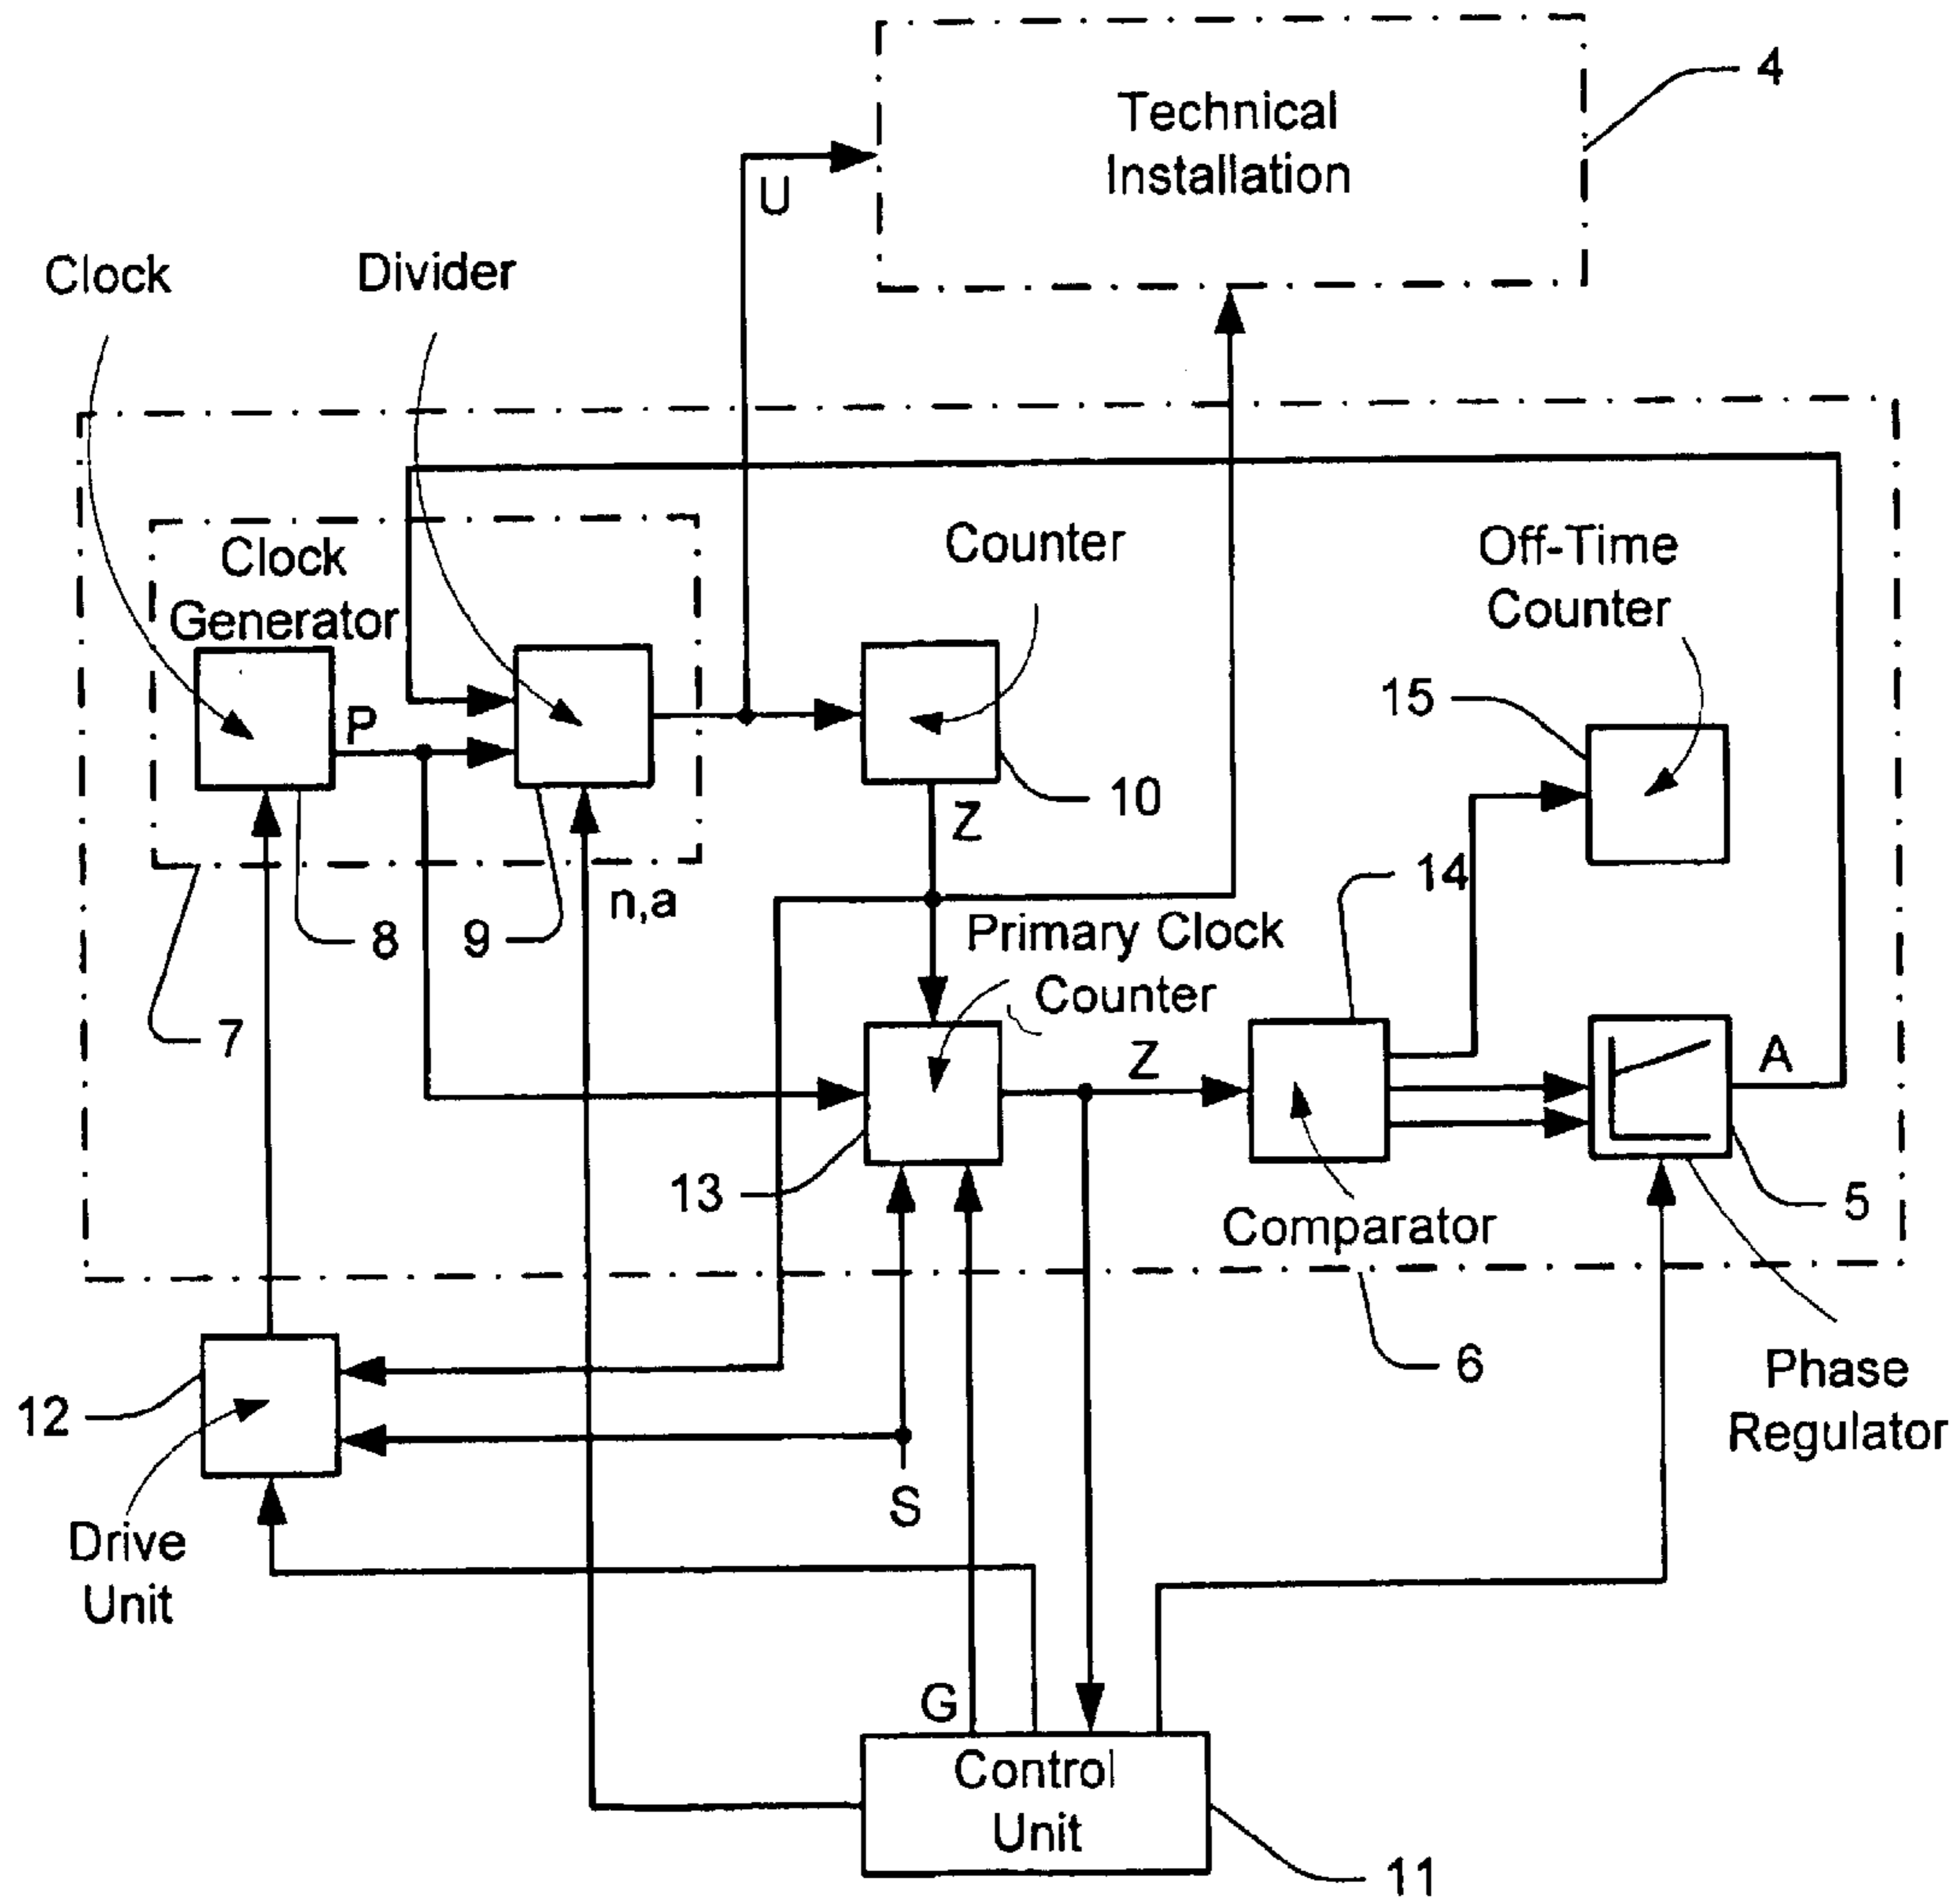 Technical
Installation
4
U
Clock
Divider
Clock
Generator
Counter
Off-Time
Counter
15
P
10
Z
14
n,a
8
9
Primary Clock
Counter
7
Z
A
13
5
Comparator
6
12
Phase
Regulator
S
Drive
Unit
G
Control
Unit
11